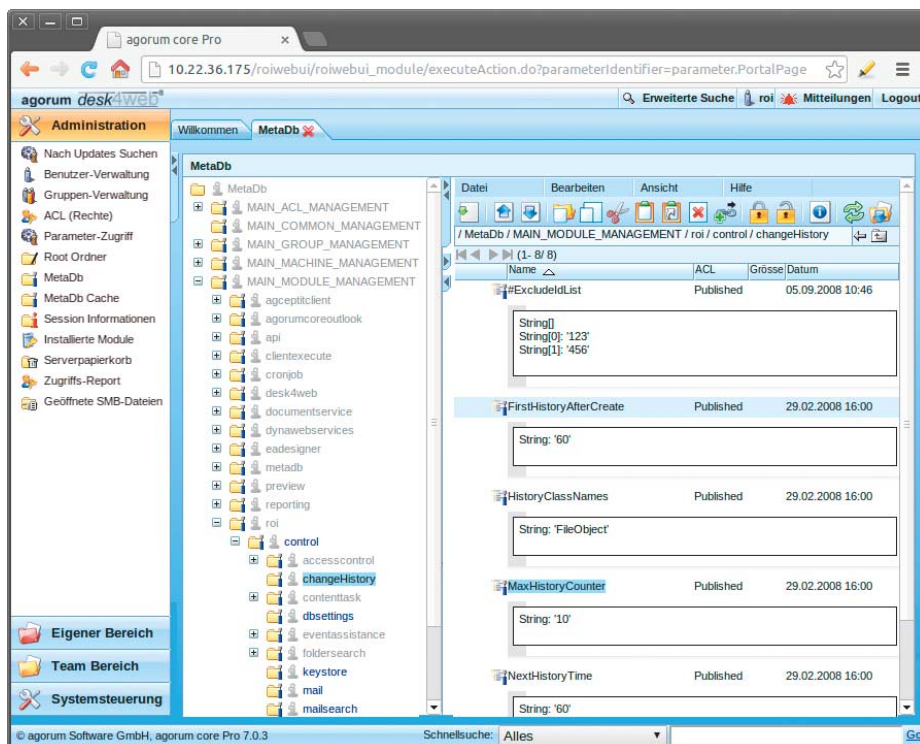 agorum core Pro
10.22.36.175/roiwebui/roiwebui_module/executeAction.do?parameterIdentifier=parameter.PortalPage
agorum desk4web
Erweiterte Suche
roi
Mitteilungen
Logout
Administration
Nach Updates Suchen
Benutzer-Verwaltung
Gruppen-Verwaltung
ACL (Rechte)
Parameter-Zugriff
Root Ordner
MetaDb
MetaDb Cache
Session Informationen
Installierte Module
Serverpapierkorb
Zugriffs-Report
Geöffnete SMB-Dateien
Eigener Bereich
Team Bereich
Systemsteuerung
Willkommen
MetaDb
MetaDb
MetaDb
MAIN_ACL_MANAGEMENT
MAIN_COMMON_MANAGEMENT
MAIN_GROUP_MANAGEMENT
MAIN_MACHINE_MANAGEMENT
MAIN_MODULE_MANAGEMENT
agceptitclient
agorumcoreoutlook
api
clientexecute
cronjob
desk4web
documentservice
dynawebservices
eadesigner
metadb
preview
reporting
roi
control
accesscontrol
changeHistory
contenttask
dbsettings
eventassistance
foldersearch
keystore
mail
mailsearch
Datei Bearbeiten Ansicht Hilfe
/ MetaDb / MAIN_MODULE_MANAGEMENT / roi / control / changeHistory
(1- 8/ 8)
Name ACL Grösse Datum
#ExcludeIdList Published 05.09.2008 10:46
String[]
String[0]: '123'
String[1]: '456'
FirstHistoryAfterCreate Published 29.02.2008 16:00
String: '60'
HistoryClassNames Published 29.02.2008 16:00
String: 'FileObject'
MaxHistoryCounter Published 29.02.2008 16:00
String: '10'
NextHistoryTime Published 29.02.2008 16:00
String: '60'
© agorum Software GmbH, agorum core Pro 7.0.3
Schnellsuche: Alles